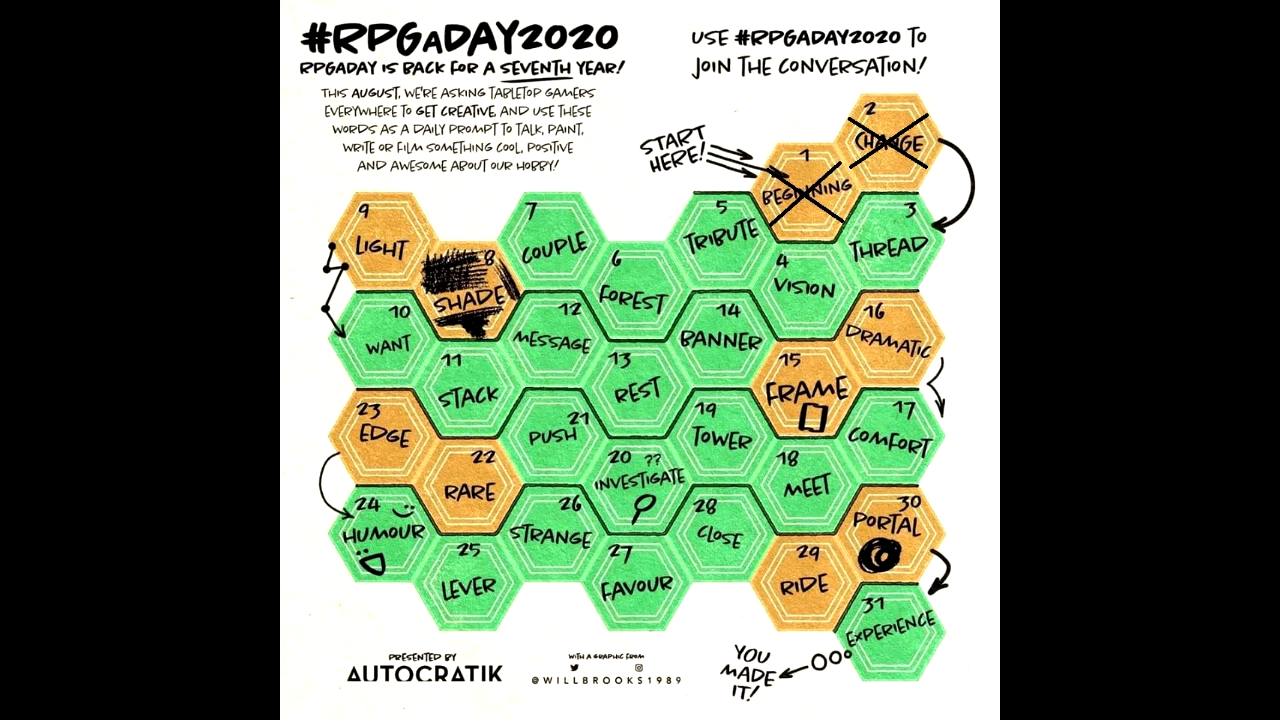 #RPGaDAY2020
RPGADAY IS BACK FOR A SEVENTH YEAR!
THIS AUGUST, WE'RE ASKING TABLETOP GAMERS
EVERYWHERE TO GET CREATIVE, AND USE THESE
WORDS AS A DAILY PROMPT TO TALK, PAINT,
WRITE OR FILM SOMETHING COOL, POSITIVE
AND AWESOME ABOUT OUR HOBBY!
USE #RPGADAY2020 TO
JOIN THE CONVERSATION!
START
HERE!
1
BEGINNING
2
CHANGE
3
THREAD
4
VISION
5
TRIBUTE
6
FOREST
7
COUPLE
8
SHADE
9
LIGHT
10
WANT
11
STACK
12
MESSAGE
13
REST
14
BANNER
15
FRAME
16
DRAMATIC
17
COMFORT
18
MEET
19
TOWER
20 ??
INVESTIGATE
21
PUSH
22
RARE
23
EDGE
24
HUMOUR
25
LEVER
26
STRANGE
27
FAVOUR
28
CLOSE
29
RIDE
30
PORTAL
31
EXPERIENCE
YOU
MADE
IT!
PRESENTED BY
AUTOCRATIK
WITH A GRAPHIC FROM
@WILLBROOKS1989